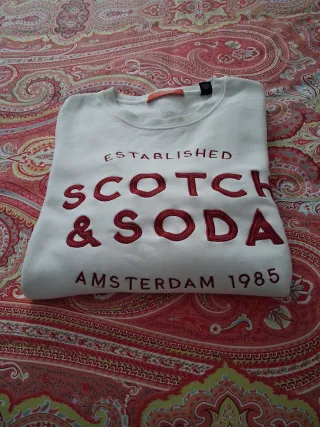 ESTABLISHED
SCOTCH
&SODA
AMSTERDAM 1985